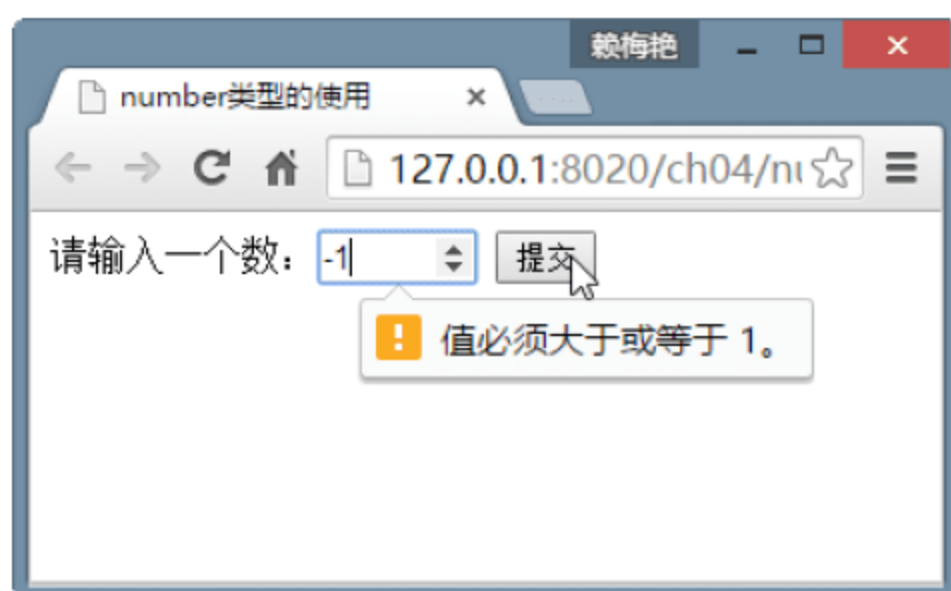 赖梅艳
number类型的使用
127.0.0.1:8020/ch04/nu
请输入一个数： -1 提交
值必须大于或等于 1。